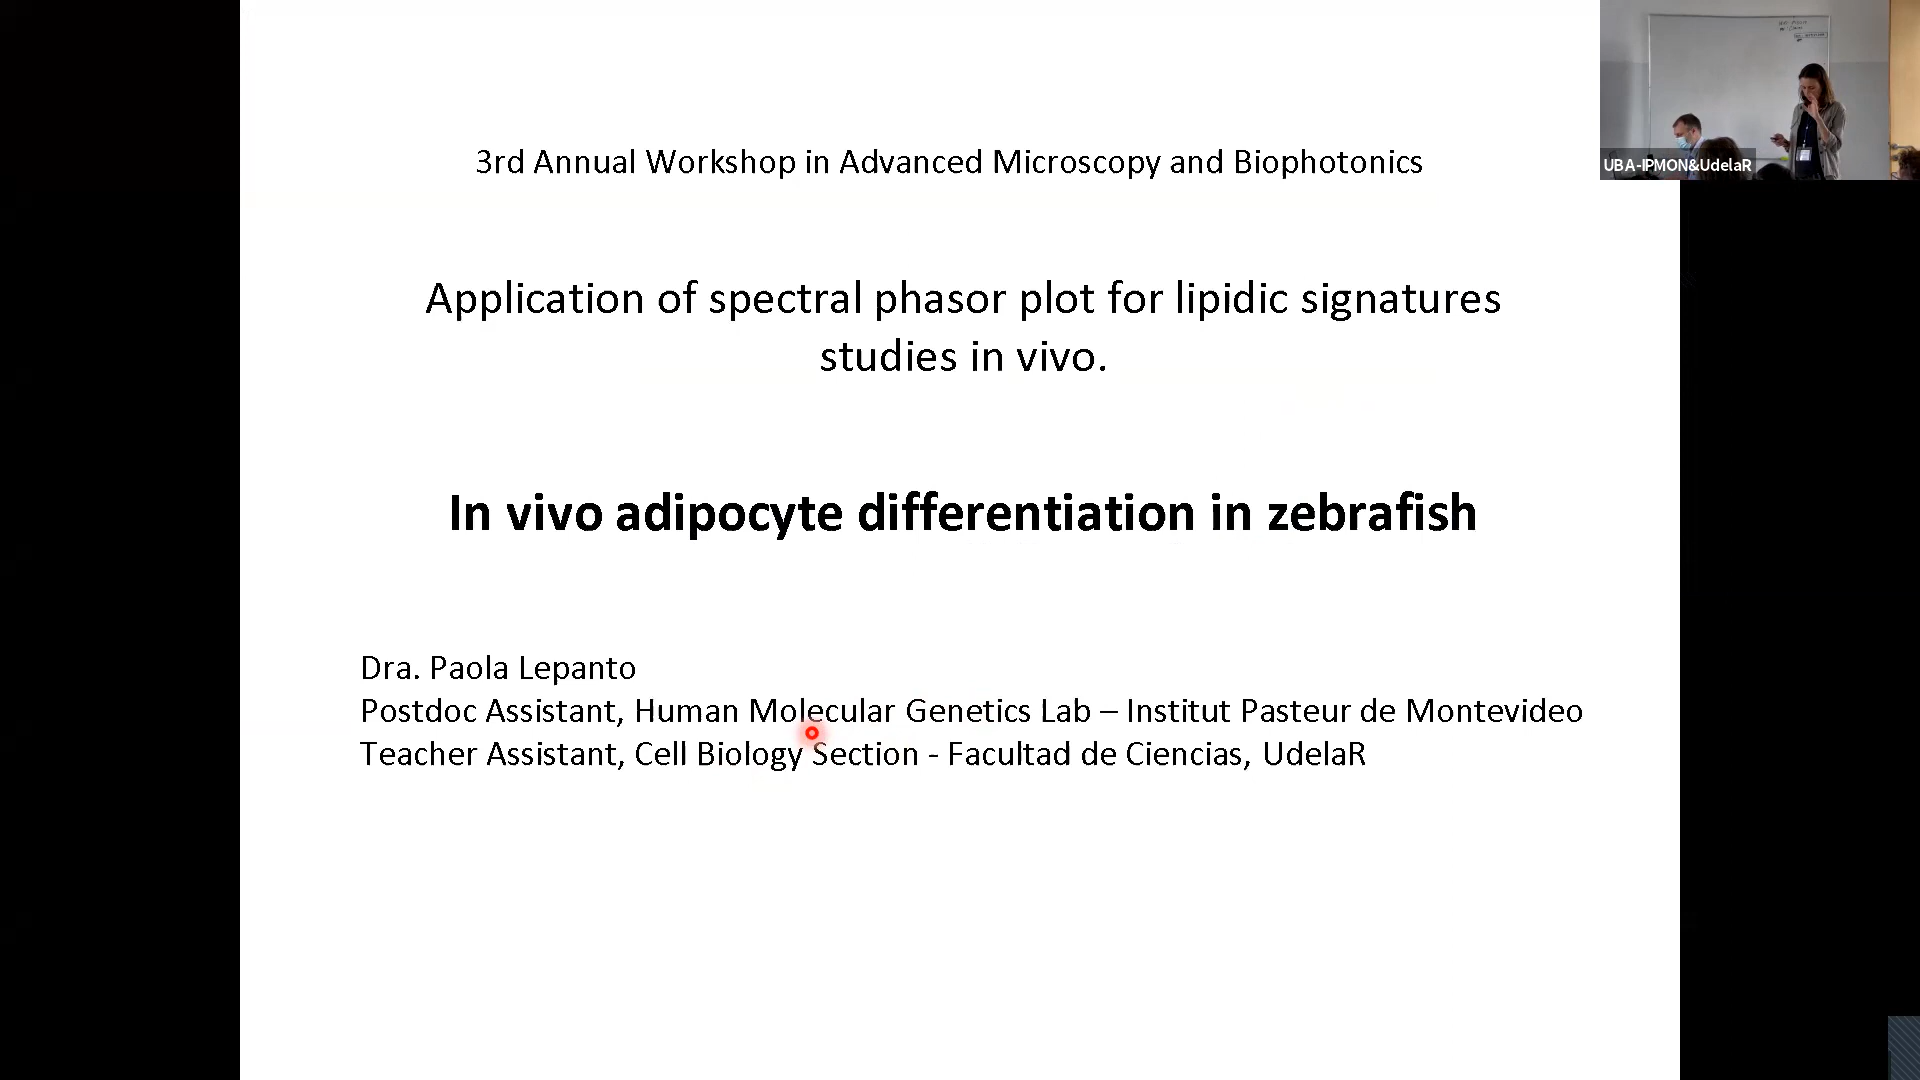 3rd Annual Workshop in Advanced Microscopy and Biophotonics
UBA-IPMON&UdelaR
Application of spectral phasor plot for lipidic signatures
studies in vivo.
In vivo adipocyte differentiation in zebrafish
Dra. Paola Lepanto
Postdoc Assistant, Human Molecular Genetics Lab – Institut Pasteur de Montevideo
Teacher Assistant, Cell Biology Section - Facultad de Ciencias, UdelaR